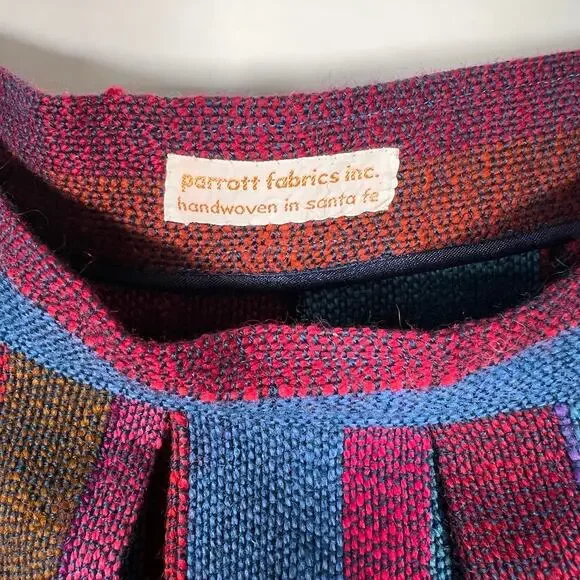 parrott fabrics inc.
handwoven in santa fe